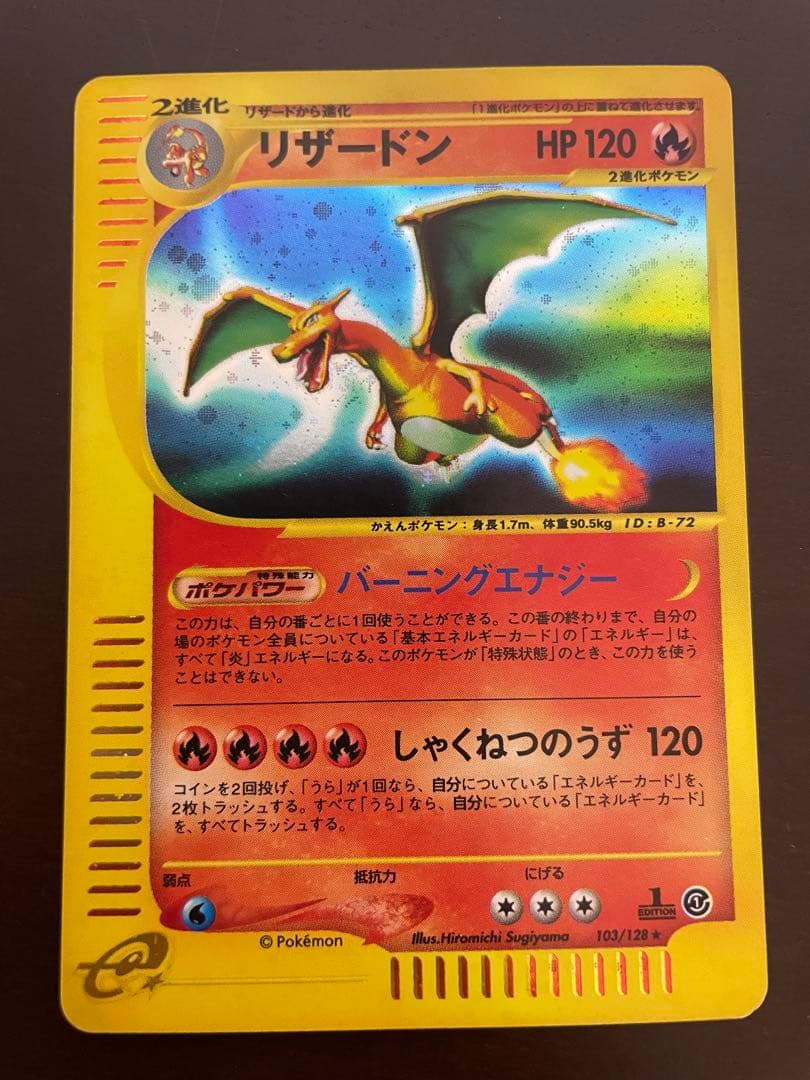 2進化 リザードから進化 「1進化ポケモン」の上に重ねて進化させます。
リザードン HP 120
2進化ポケモン
かえんポケモン：身長1.7m、体重90.5kg ID:B-72
特殊能力
ポケパワー バーニングエナジー
この力は、自分の番ごとに1回使うことができる。この番の終わりまで、自分の
場のポケモン全員についている「基本エネルギーカード」の「エネルギー」は、
すべて「炎」エネルギーになる。このポケモンが「特殊状態」のとき、この力を使う
ことはできない。
しゃくねつのうず 120
コインを2回投げ、「うら」が1回なら、自分についている「エネルギーカード」を、
2枚トラッシュする。すべて「うら」なら、自分についている「エネルギーカード」
を、すべてトラッシュする。
弱点 抵抗力 にげる
1
EDITION
© Pokémon Illus.Hiromichi Sugiyama 103/128★
e